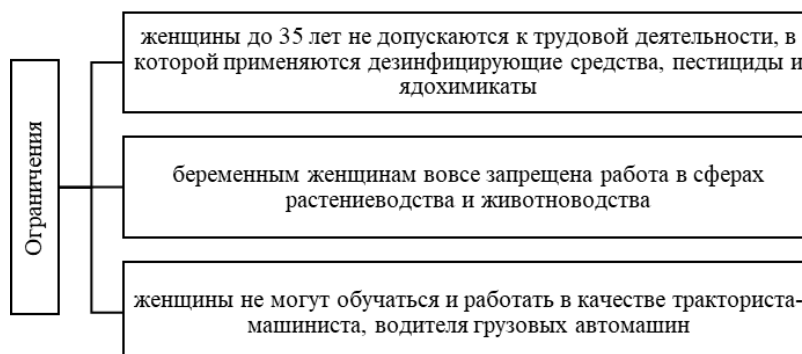 Ограничения
женщины до 35 лет не допускаются к трудовой деятельности, в
которой применяются дезинфицирующие средства, пестициды и
ядохимикаты
беременным женщинам вовсе запрещена работа в сферах
растениеводства и животноводства
женщины не могут обучаться и работать в качестве тракториста-
машиниста, водителя грузовых автомашин